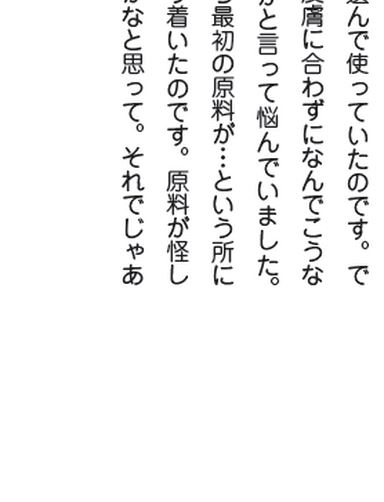 選んで使っていたのです。で
皮膚に合わずになんでこうな
かと言って悩んでいました。
ら最初の原料が…という所に
り着いたのです。原料が怪し
かなと思って。それでじゃあ